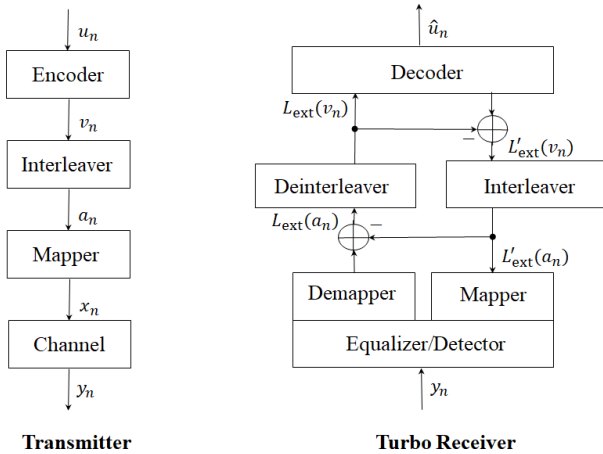 u_n
Encoder
v_n
Interleaver
a_n
Mapper
x_n
Channel
y_n
Transmitter
û_n
Decoder
L_ext(v_n)
−
L′_ext(v_n)
Deinterleaver
Interleaver
L_ext(a_n)
−
L′_ext(a_n)
Demapper
Mapper
Equalizer/Detector
y_n
Turbo Receiver